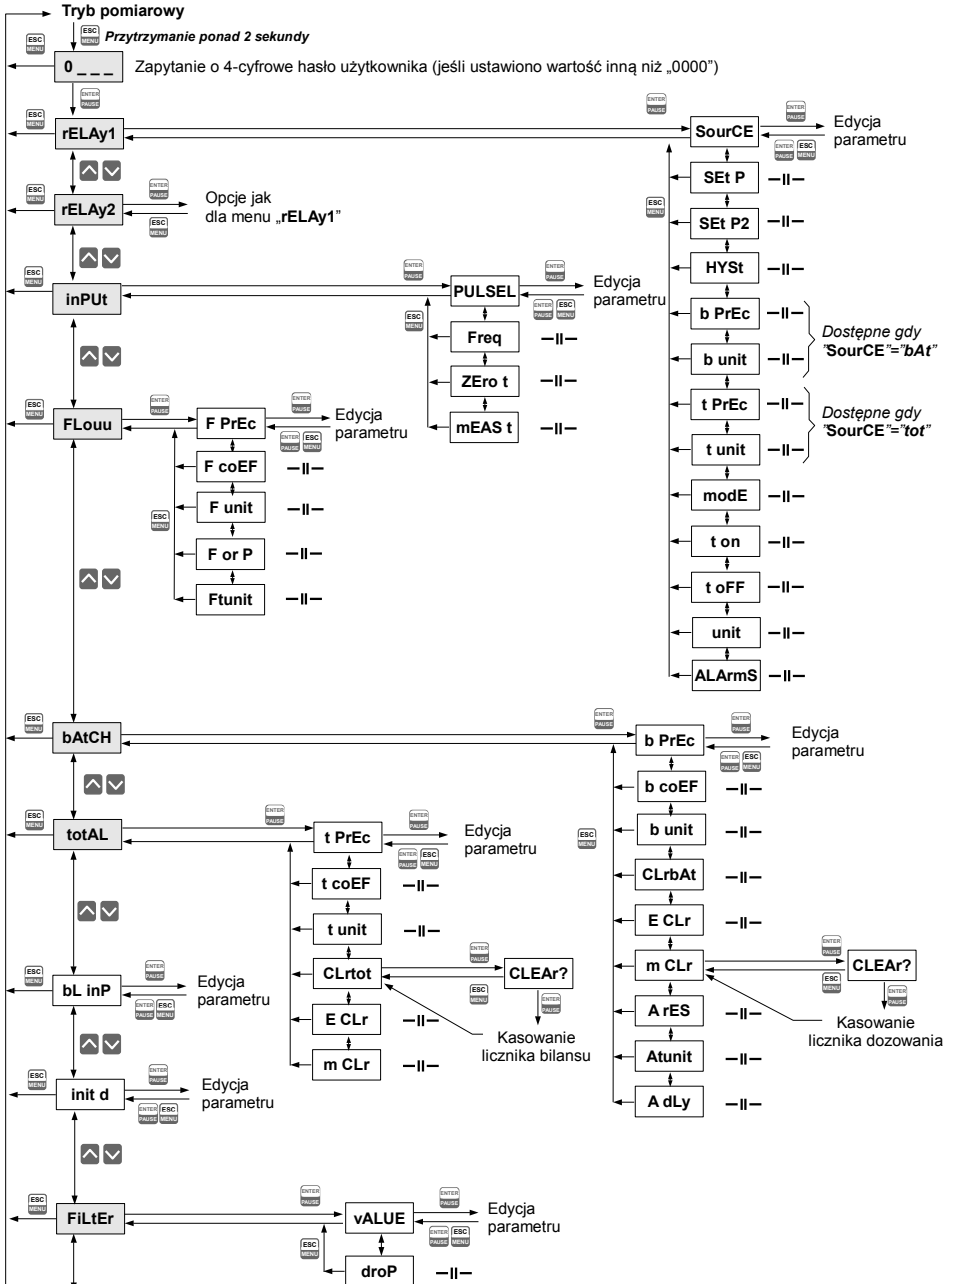 Tryb pomiarowy
ESC MENU
Przytrzymanie ponad 2 sekundy
ESC MENU
0 _ _ _
Zapytanie o 4-cyfrowe hasło użytkownika (jeśli ustawiono wartość inną niż „0000”)
ENTER PAUSE
ESC MENU
rELAy1
ENTER PAUSE
SourCE
ENTER PAUSE
ENTER PAUSE
ESC MENU
Edycja
parametru
ESC MENU
SEt P
–II–
SEt P2
–II–
HYSt
–II–
b PrEc
–II–
b unit
–II–
Dostępne gdy
"SourCE"="bAt"
t PrEc
–II–
t unit
–II–
Dostępne gdy
"SourCE"="tot"
modE
–II–
t on
–II–
t oFF
–II–
unit
–II–
ALArmS
–II–
ESC MENU
rELAy2
ENTER PAUSE
ESC MENU
Opcje jak
dla menu „rELAy1”
ESC MENU
inPUt
ENTER PAUSE
PULSEL
ENTER PAUSE
ENTER PAUSE
ESC MENU
Edycja
parametru
ESC MENU
Freq
–II–
ZEro t
–II–
mEAS t
–II–
ESC MENU
FLouu
ENTER PAUSE
F PrEc
ENTER PAUSE
ENTER PAUSE
ESC MENU
Edycja
parametru
ESC MENU
F coEF
–II–
F unit
–II–
F or P
–II–
Ftunit
–II–
ESC MENU
bAtCH
ENTER PAUSE
b PrEc
ENTER PAUSE
ENTER PAUSE
ESC MENU
Edycja
parametru
ESC MENU
b coEF
–II–
b unit
–II–
CLrbAt
–II–
E CLr
–II–
m CLr
ENTER PAUSE
ESC MENU
CLEAr?
ENTER PAUSE
Kasowanie
licznika dozowania
A rES
–II–
Atunit
–II–
A dLy
–II–
ESC MENU
totAL
ENTER PAUSE
t PrEc
ENTER PAUSE
ENTER PAUSE
ESC MENU
Edycja
parametru
ESC MENU
t coEF
–II–
t unit
–II–
CLrtot
ENTER PAUSE
ESC MENU
CLEAr?
ENTER PAUSE
Kasowanie
licznika bilansu
E CLr
–II–
m CLr
–II–
ESC MENU
bL inP
ENTER PAUSE
ENTER PAUSE
ESC MENU
Edycja
parametru
ESC MENU
init d
ENTER PAUSE
ENTER PAUSE
ESC MENU
Edycja
parametru
ESC MENU
FiLtEr
ENTER PAUSE
vALUE
ENTER PAUSE
ENTER PAUSE
ESC MENU
Edycja
parametru
ESC MENU
droP
–II–